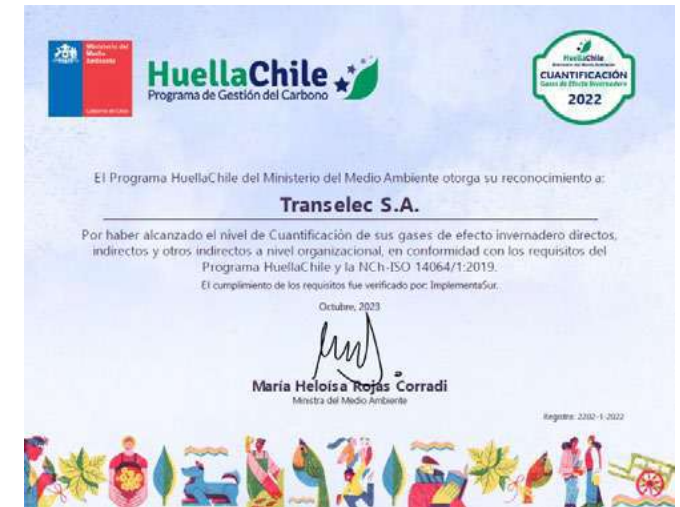 Ministerio del
Medio
Ambiente
Gobierno de Chile
HuellaChile
Programa de Gestión del Carbono
HuellaChile
Ministerio del Medio Ambiente
CUANTIFICACIÓN
Gases de Efecto Invernadero
2022
El Programa HuellaChile del Ministerio del Medio Ambiente otorga su reconocimiento a:
Transelec S.A.
Por haber alcanzado el nivel de Cuantificación de sus gases de efecto invernadero directos,
indirectos y otros indirectos a nivel organizacional, en conformidad con los requisitos del
Programa HuellaChile y la NCh-ISO 14064/1:2019.
El cumplimiento de los requisitos fue verificado por: ImplementaSur.
Octubre, 2023
María Heloísa Rojas Corradi
Ministra del Medio Ambiente
Registro: 2202-1-2022